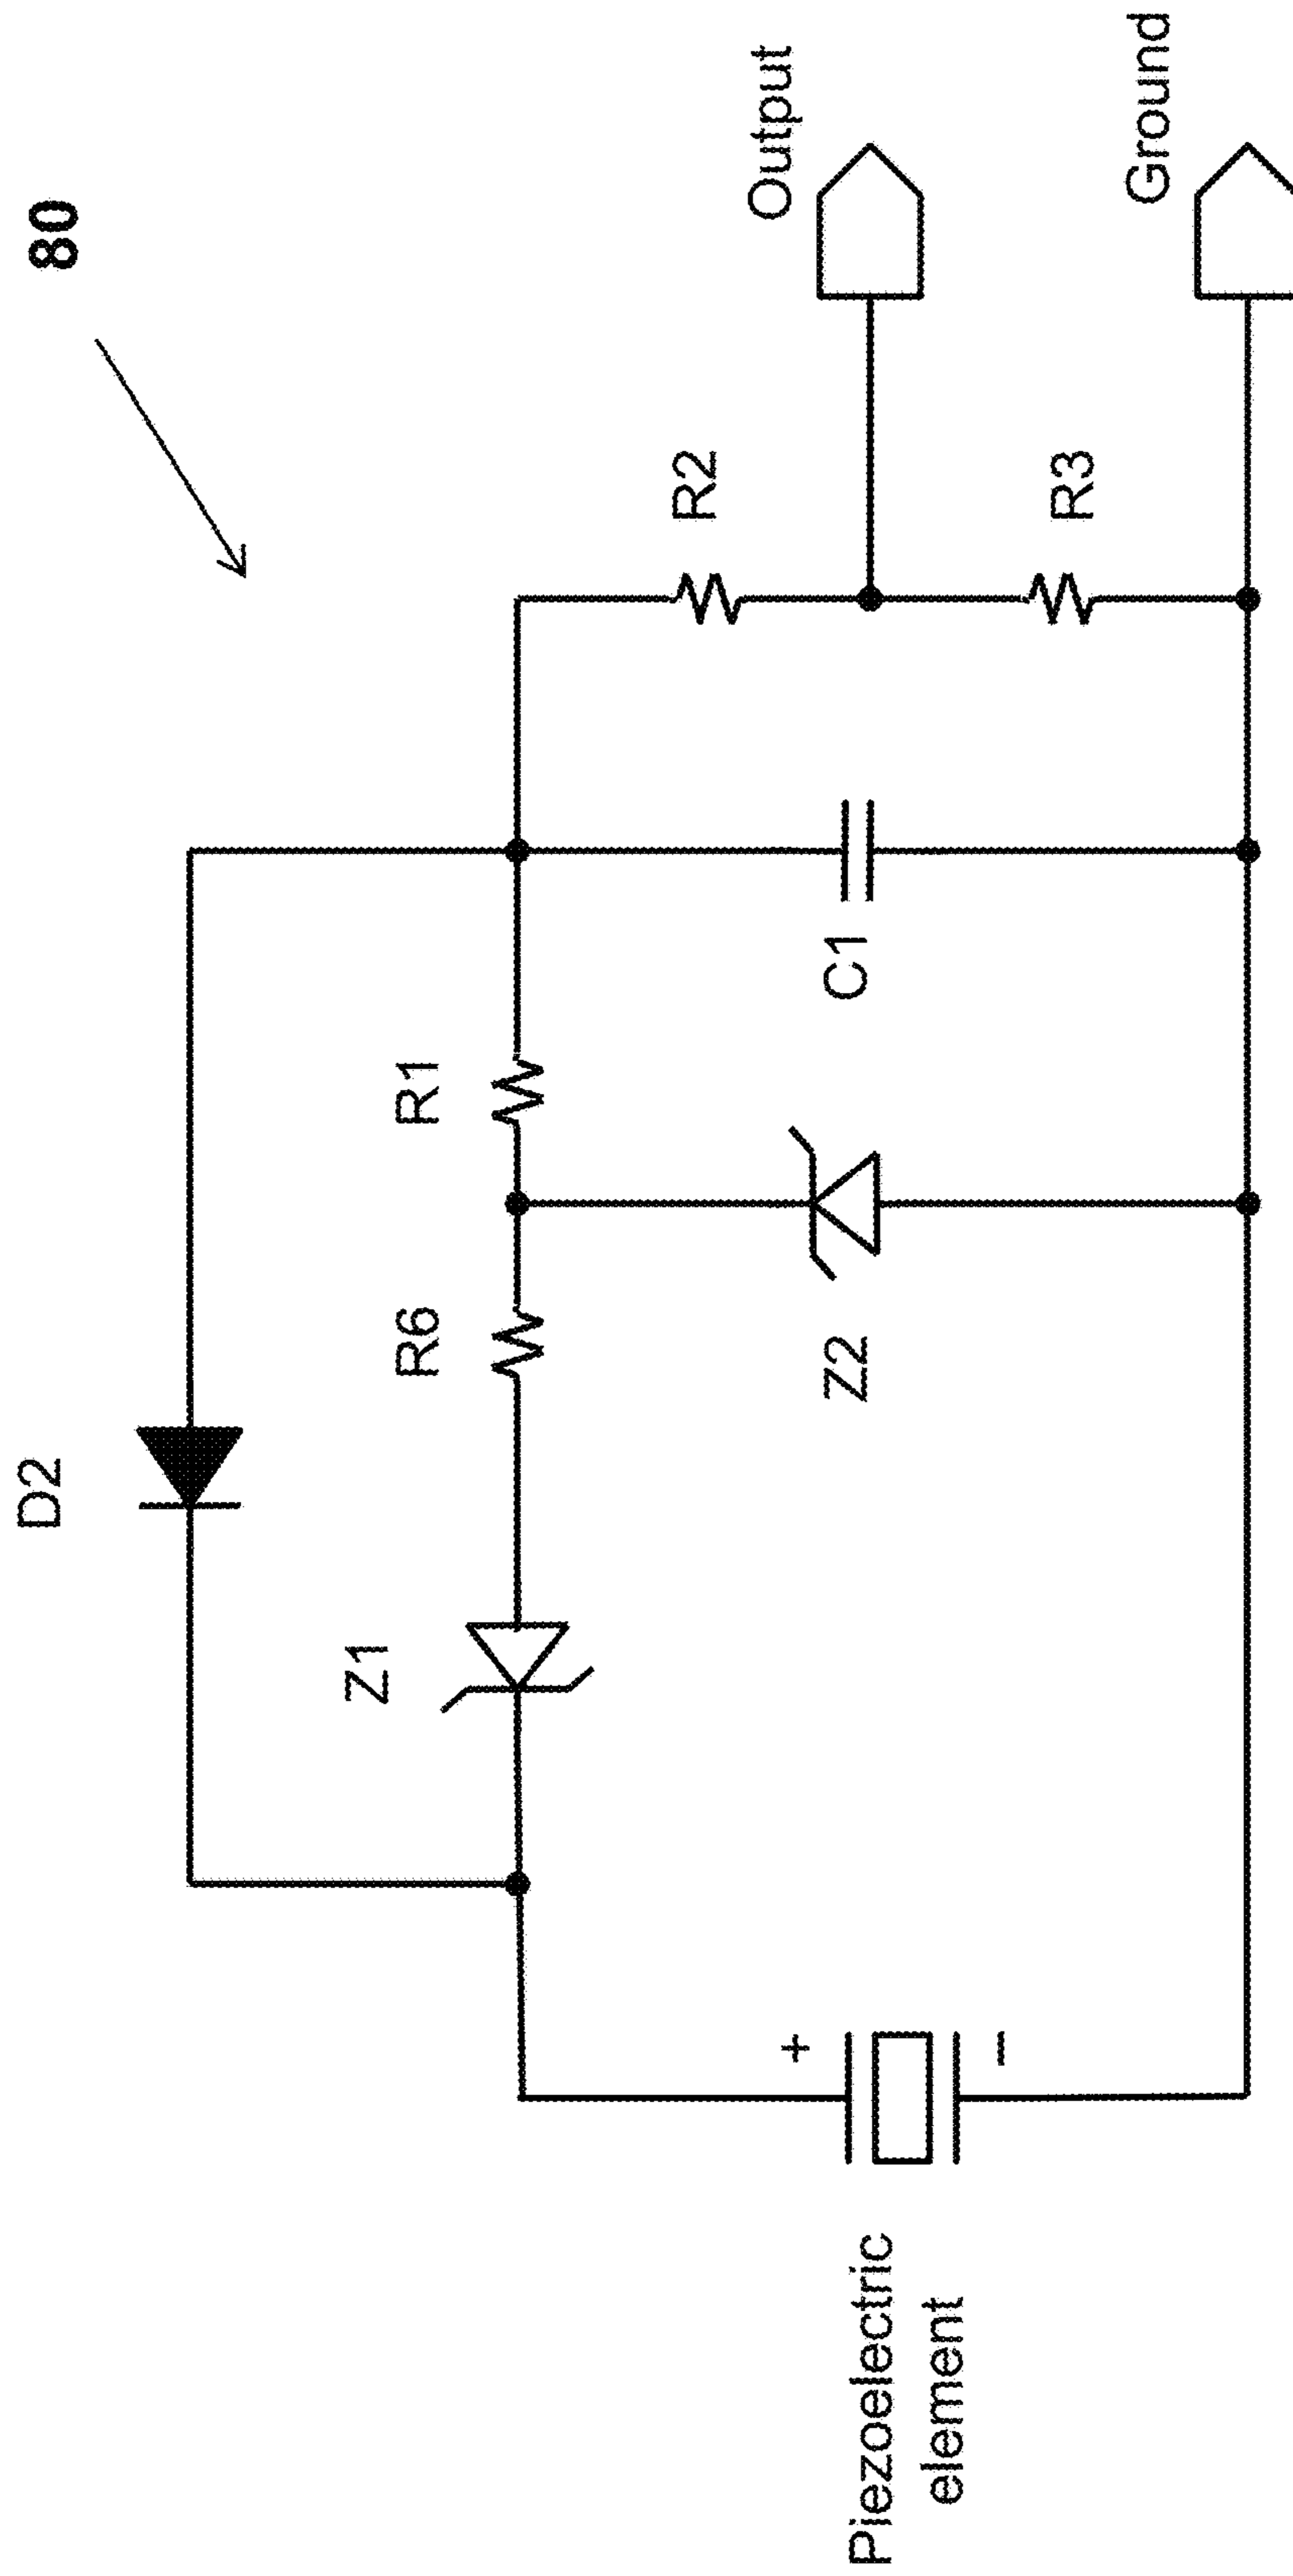 80
D2
Z1
R6
R1
R2
Output
Piezoelectric
element
+
−
Z2
C1
R3
Ground